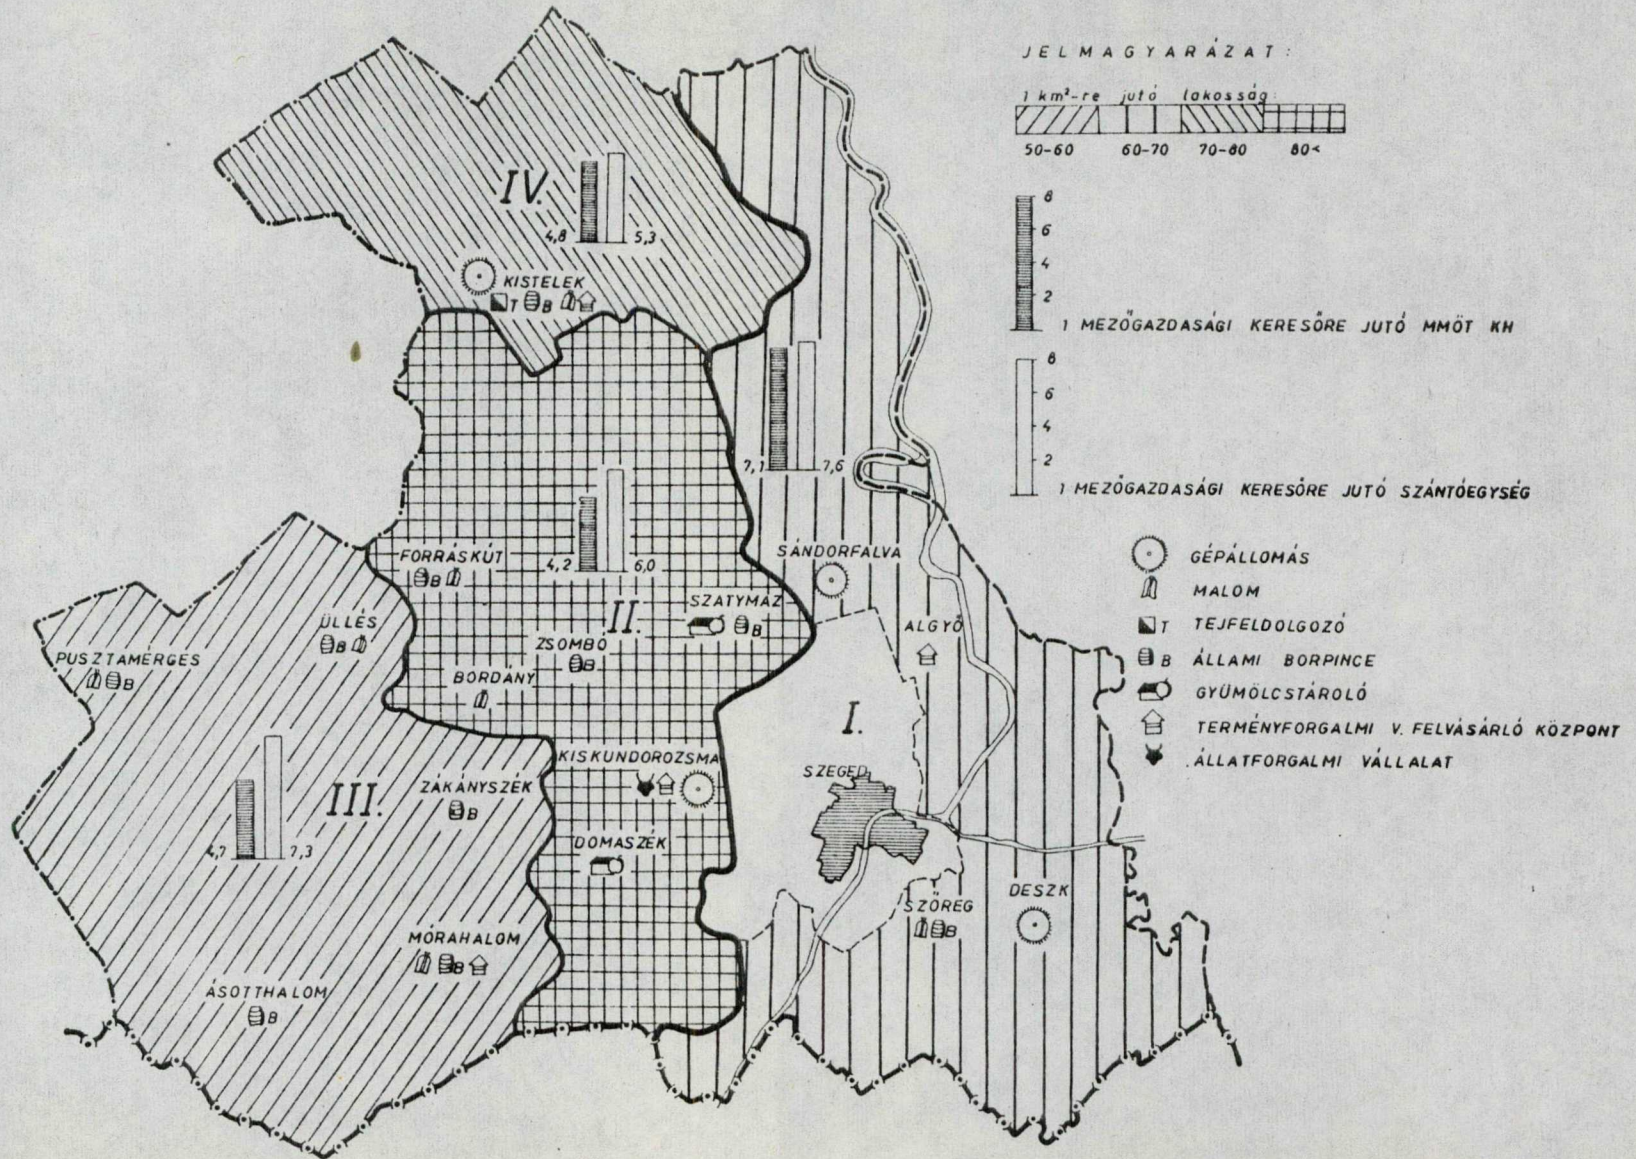 JELMAGYARÁZAT:
1 km²-re jutó lakosság:
50-60 60-70 70-80 80<
8
6
4
2
1 MEZŐGAZDASÁGI KERESŐRE JUTÓ MMÖT KH
8
6
4
2
1 MEZŐGAZDASÁGI KERESŐRE JUTÓ SZÁNTÓEGYSÉG
GÉPÁLLOMÁS
MALOM
T TEJFELDOLGOZÓ
B ÁLLAMI BORPINCE
GYÜMÖLCSTÁROLÓ
TERMÉNYFORGALMI V. FELVÁSÁRLÓ KÖZPONT
ÁLLATFORGALMI VÁLLALAT
IV.
4,8 5,3
KISTELEK
T B
7,1 7,6
FORRÁSKÚT
B
4,2 6,0
SÁNDORFALVA
II.
SZATYMAZ
B
ÜLLÉS
B
ZSOMBÓ
B
ALGYŐ
PUSZTAMÉRGES
B
BORDÁNY
I.
KISKUNDOROZSMA
SZEGED
III.
ZÁKÁNYSZÉK
B
4,7 7,3
DOMASZÉK
DESZK
SZŐREG
B
MÓRAHALOM
B
ÁSOTTHALOM
B